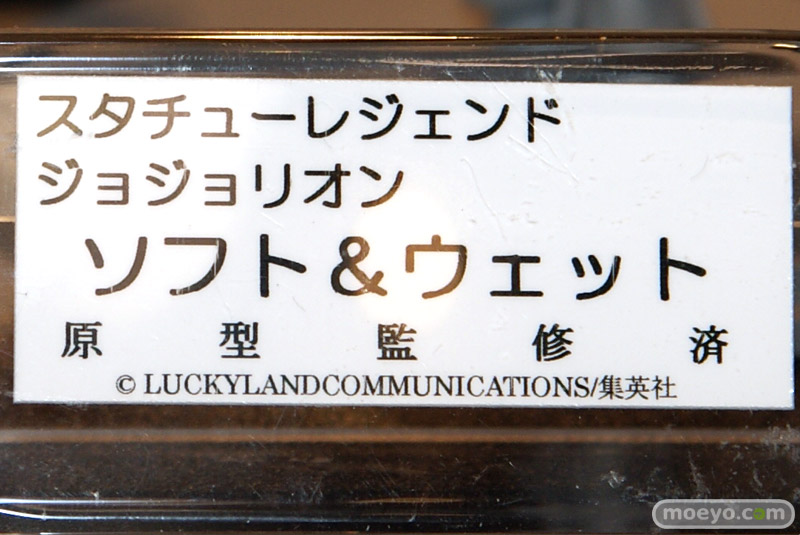 スタチューレジェンド
ジョジョリオン
ソフト&ウェット
原型監修済
© LUCKYLANDCOMMUNICATIONS/集英社
moeyo.com